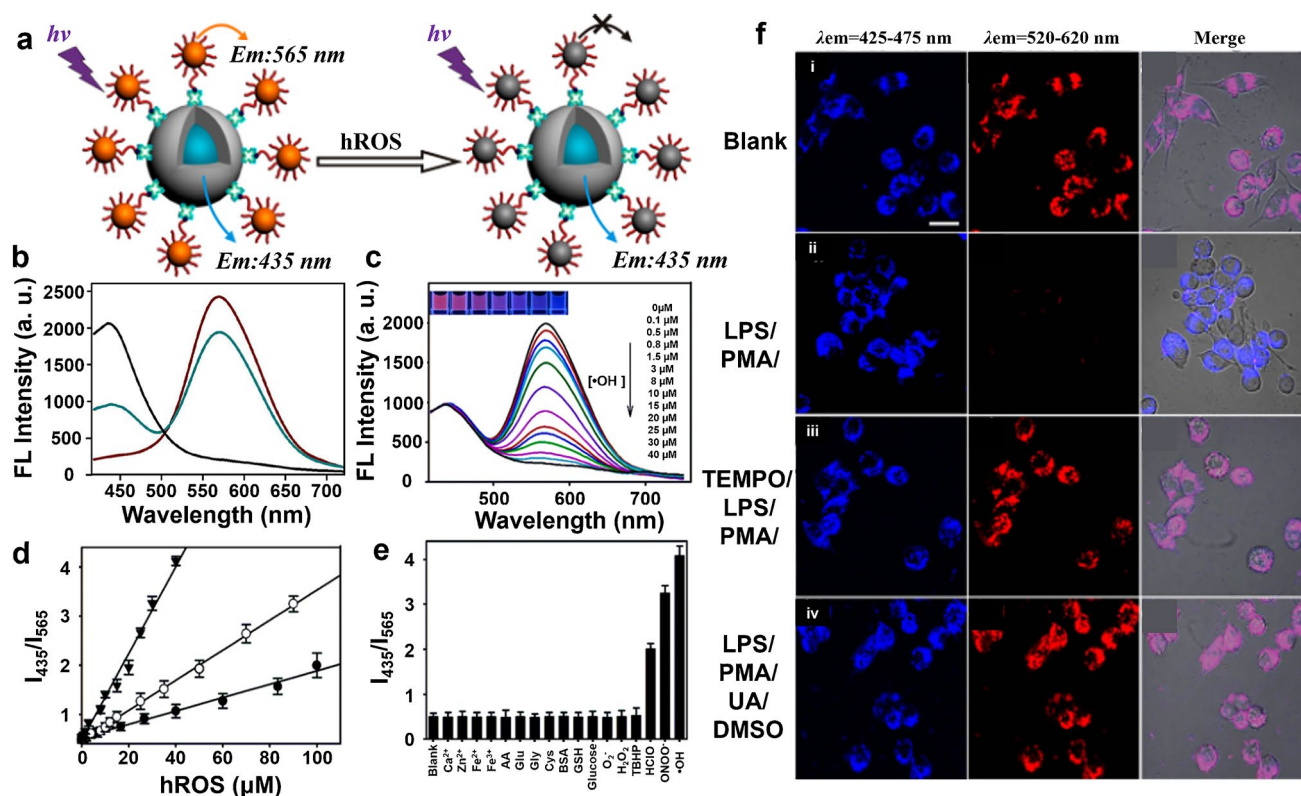 a
hν
Em:565 nm
Em:435 nm
hROS
hν
Em:435 nm
b
FL Intensity (a. u.)
2500
2000
1500
1000
500
0
450 500 550 600 650 700
Wavelength (nm)
c
FL Intensity (a. u.)
2000
1500
1000
500
0
500 600 700
Wavelength (nm)
[•OH ]
0μM
0.1 μM
0.5 μM
0.8 μM
1.5 μM
3 μM
8 μM
10 μM
15 μM
20 μM
25 μM
30 μM
40 μM
d
I435/I565
4
3
2
1
0 20 40 60 80 100
hROS (μM)
e
I435/I565
4
3
2
1
0
Blank
Ca²⁺
Zn²⁺
Fe²⁺
Fe³⁺
AA
Glu
Gly
Cys
BSA
GSH
Glucose
O₂⁻
H₂O₂
TBHP
HClO
ONOO⁻
•OH
f
λem=425-475 nm
λem=520-620 nm
Merge
i
Blank
ii
LPS/
PMA/
iii
TEMPO/
LPS/
PMA/
iv
LPS/
PMA/
UA/
DMSO